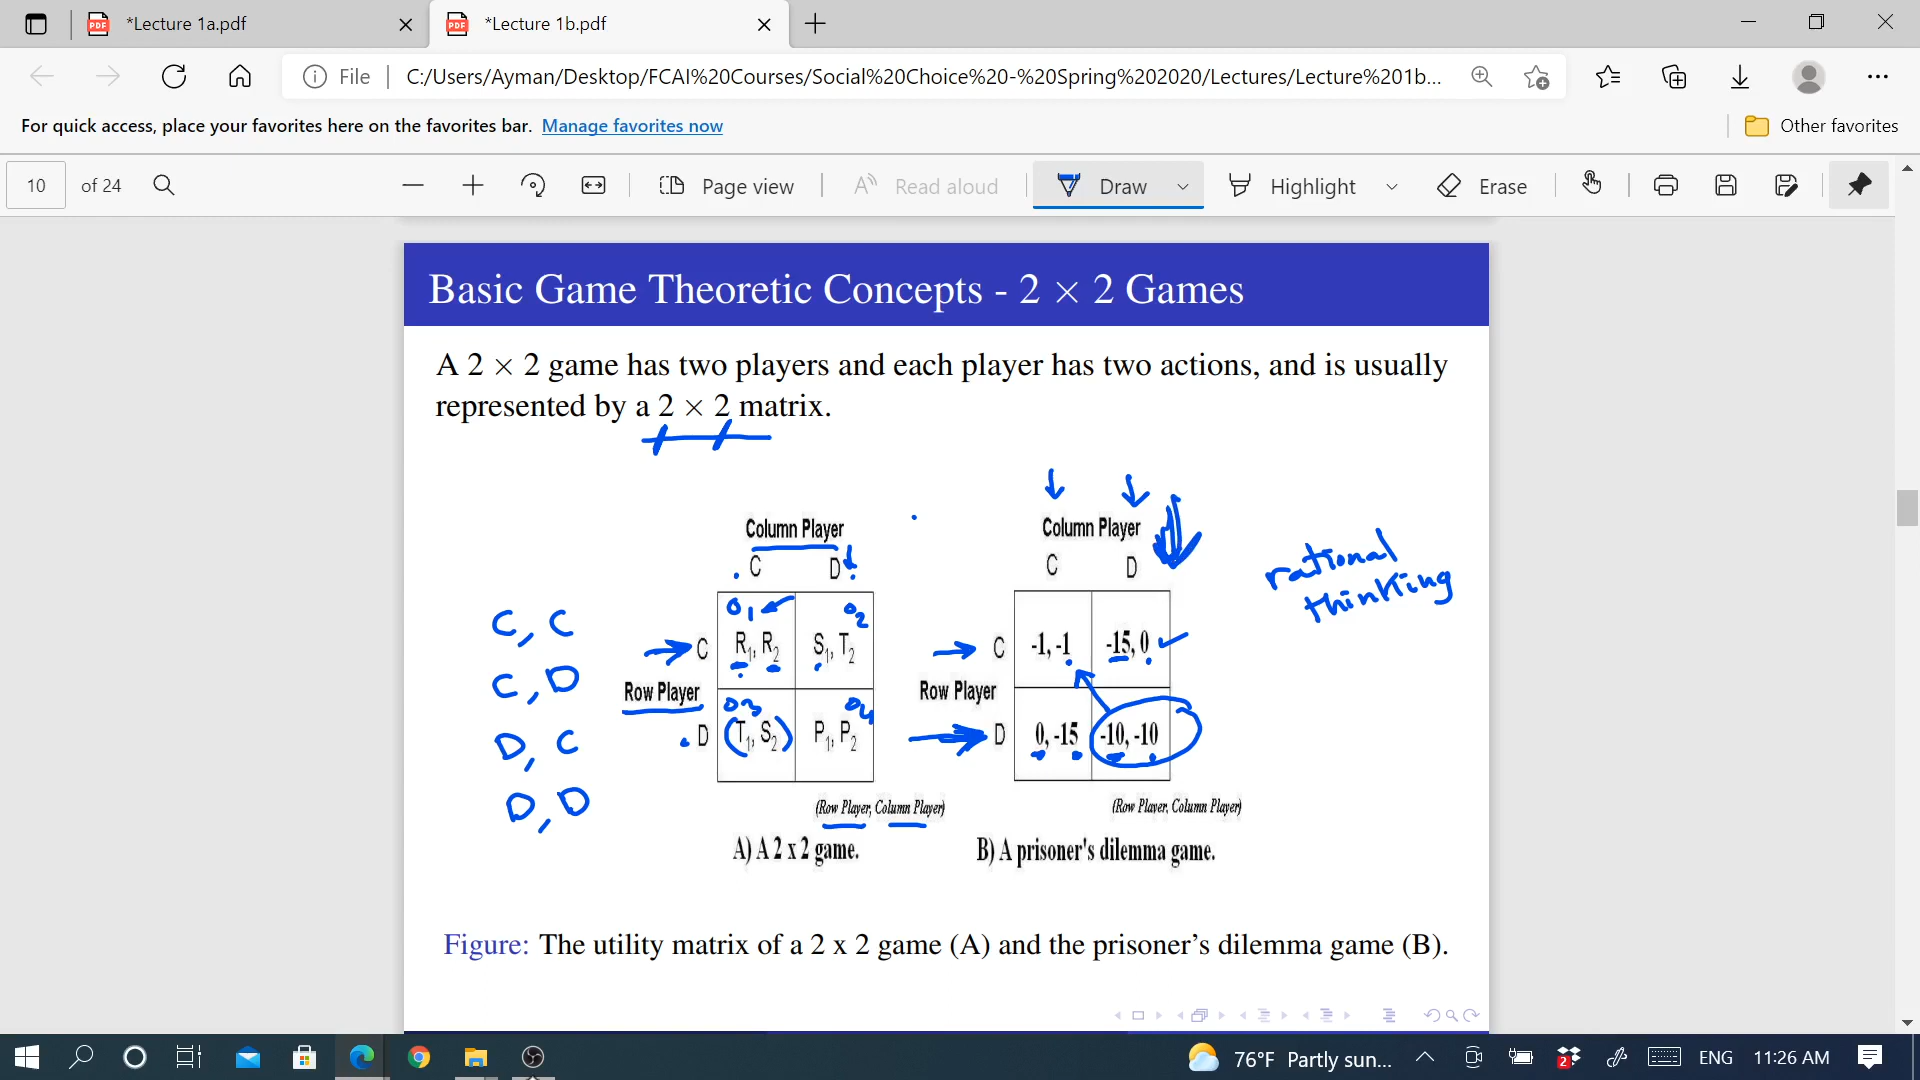 *Lecture 1a.pdf
*Lecture 1b.pdf
File
C:/Users/Ayman/Desktop/FCAI%20Courses/Social%20Choice%20-%20Spring%202020/Lectures/Lecture%201b...
For quick access, place your favorites here on the favorites bar. Manage favorites now
Other favorites
10 of 24
Page view
Read aloud
Draw
Highlight
Erase
Basic Game Theoretic Concepts - 2 × 2 Games
A 2 × 2 game has two players and each player has two actions, and is usually
represented by a 2 × 2 matrix.
Column Player
C D
O1 O2
C R1, R2 S1, T2
Row Player
O3 O4
D (T1, S2) P1, P2
(Row Player, Column Player)
A) A 2 x 2 game.
C, C
C, D
D, C
D, D
Column Player
C D
C -1, -1 -15, 0
Row Player
D 0, -15 -10, -10
(Row Player, Column Player)
B) A prisoner's dilemma game.
rational
thinking
Figure: The utility matrix of a 2 x 2 game (A) and the prisoner's dilemma game (B).
76°F Partly sun...
2
ENG
11:26 AM